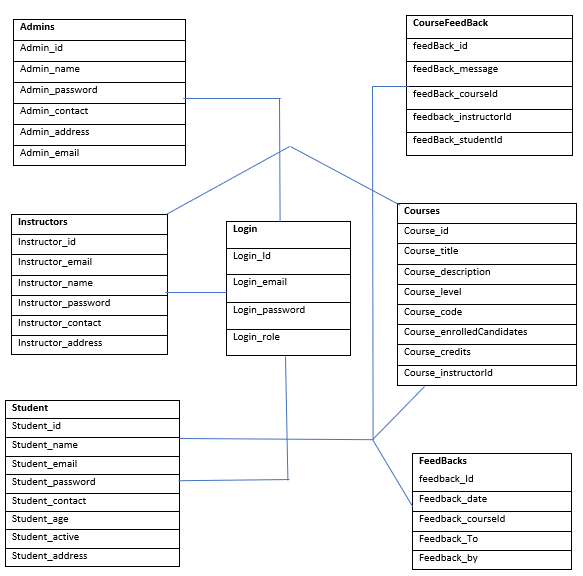 Admins
Admin_id
Admin_name
Admin_password
Admin_contact
Admin_address
Admin_email
CourseFeedBack
feedBack_id
feedBack_message
feedBack_courseId
feedBack_instructorId
feedBack_studentId
Instructors
Instructor_id
Instructor_email
Instructor_name
Instructor_password
Instructor_contact
Instructor_address
Login
Login_Id
Login_email
Login_password
Login_role
Courses
Course_id
Course_title
Course_description
Course_level
Course_code
Course_enrolledCandidates
Course_credits
Course_instructorId
Student
Student_id
Student_name
Student_email
Student_password
Student_contact
Student_age
Student_active
Student_address
FeedBacks
feedback_Id
Feedback_date
Feedback_courseId
Feedback_To
Feedback_by